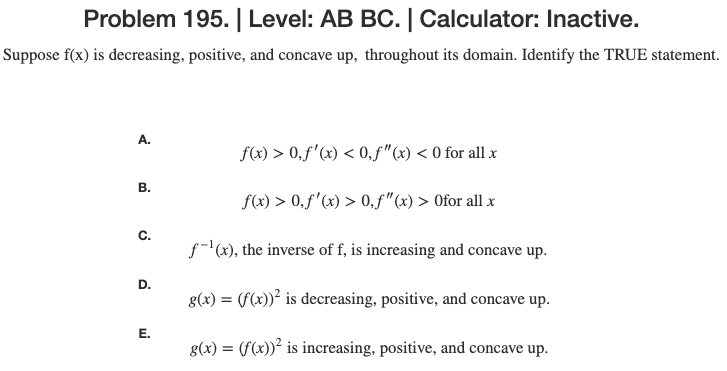 Problem 195. | Level: AB BC. | Calculator: Inactive.
Suppose f(x) is decreasing, positive, and concave up, throughout its domain. Identify the TRUE statement.
A.
f(x) > 0,f′(x) < 0,f″(x) < 0 for all x
B.
f(x) > 0,f′(x) > 0,f″(x) > 0for all x
C.
f⁻¹(x), the inverse of f, is increasing and concave up.
D.
g(x) = (f(x))² is decreasing, positive, and concave up.
E.
g(x) = (f(x))² is increasing, positive, and concave up.